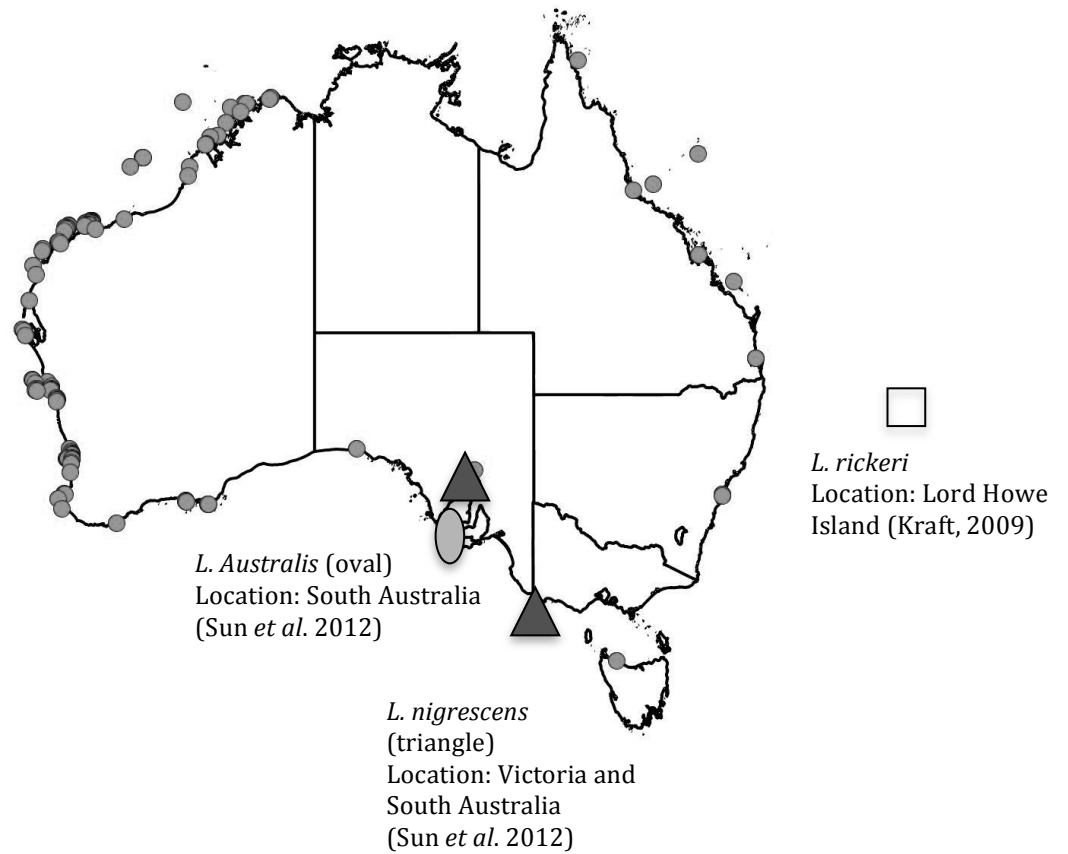 L. rickeri
Location: Lord Howe
Island (Kraft, 2009)
L. Australis (oval)
Location: South Australia
(Sun et al. 2012)
L. nigrescens
(triangle)
Location: Victoria and
South Australia
(Sun et al. 2012)